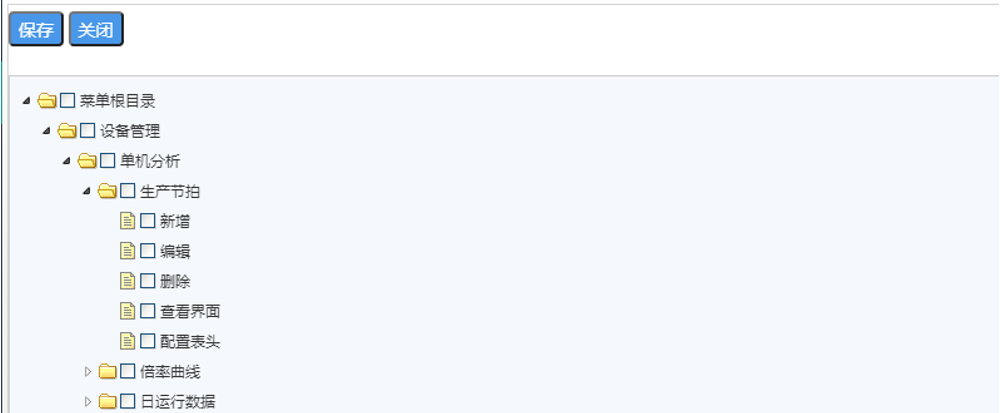 保存 关闭
菜单根目录
设备管理
单机分析
生产节拍
新增
编辑
删除
查看界面
配置表头
倍率曲线
日运行数据